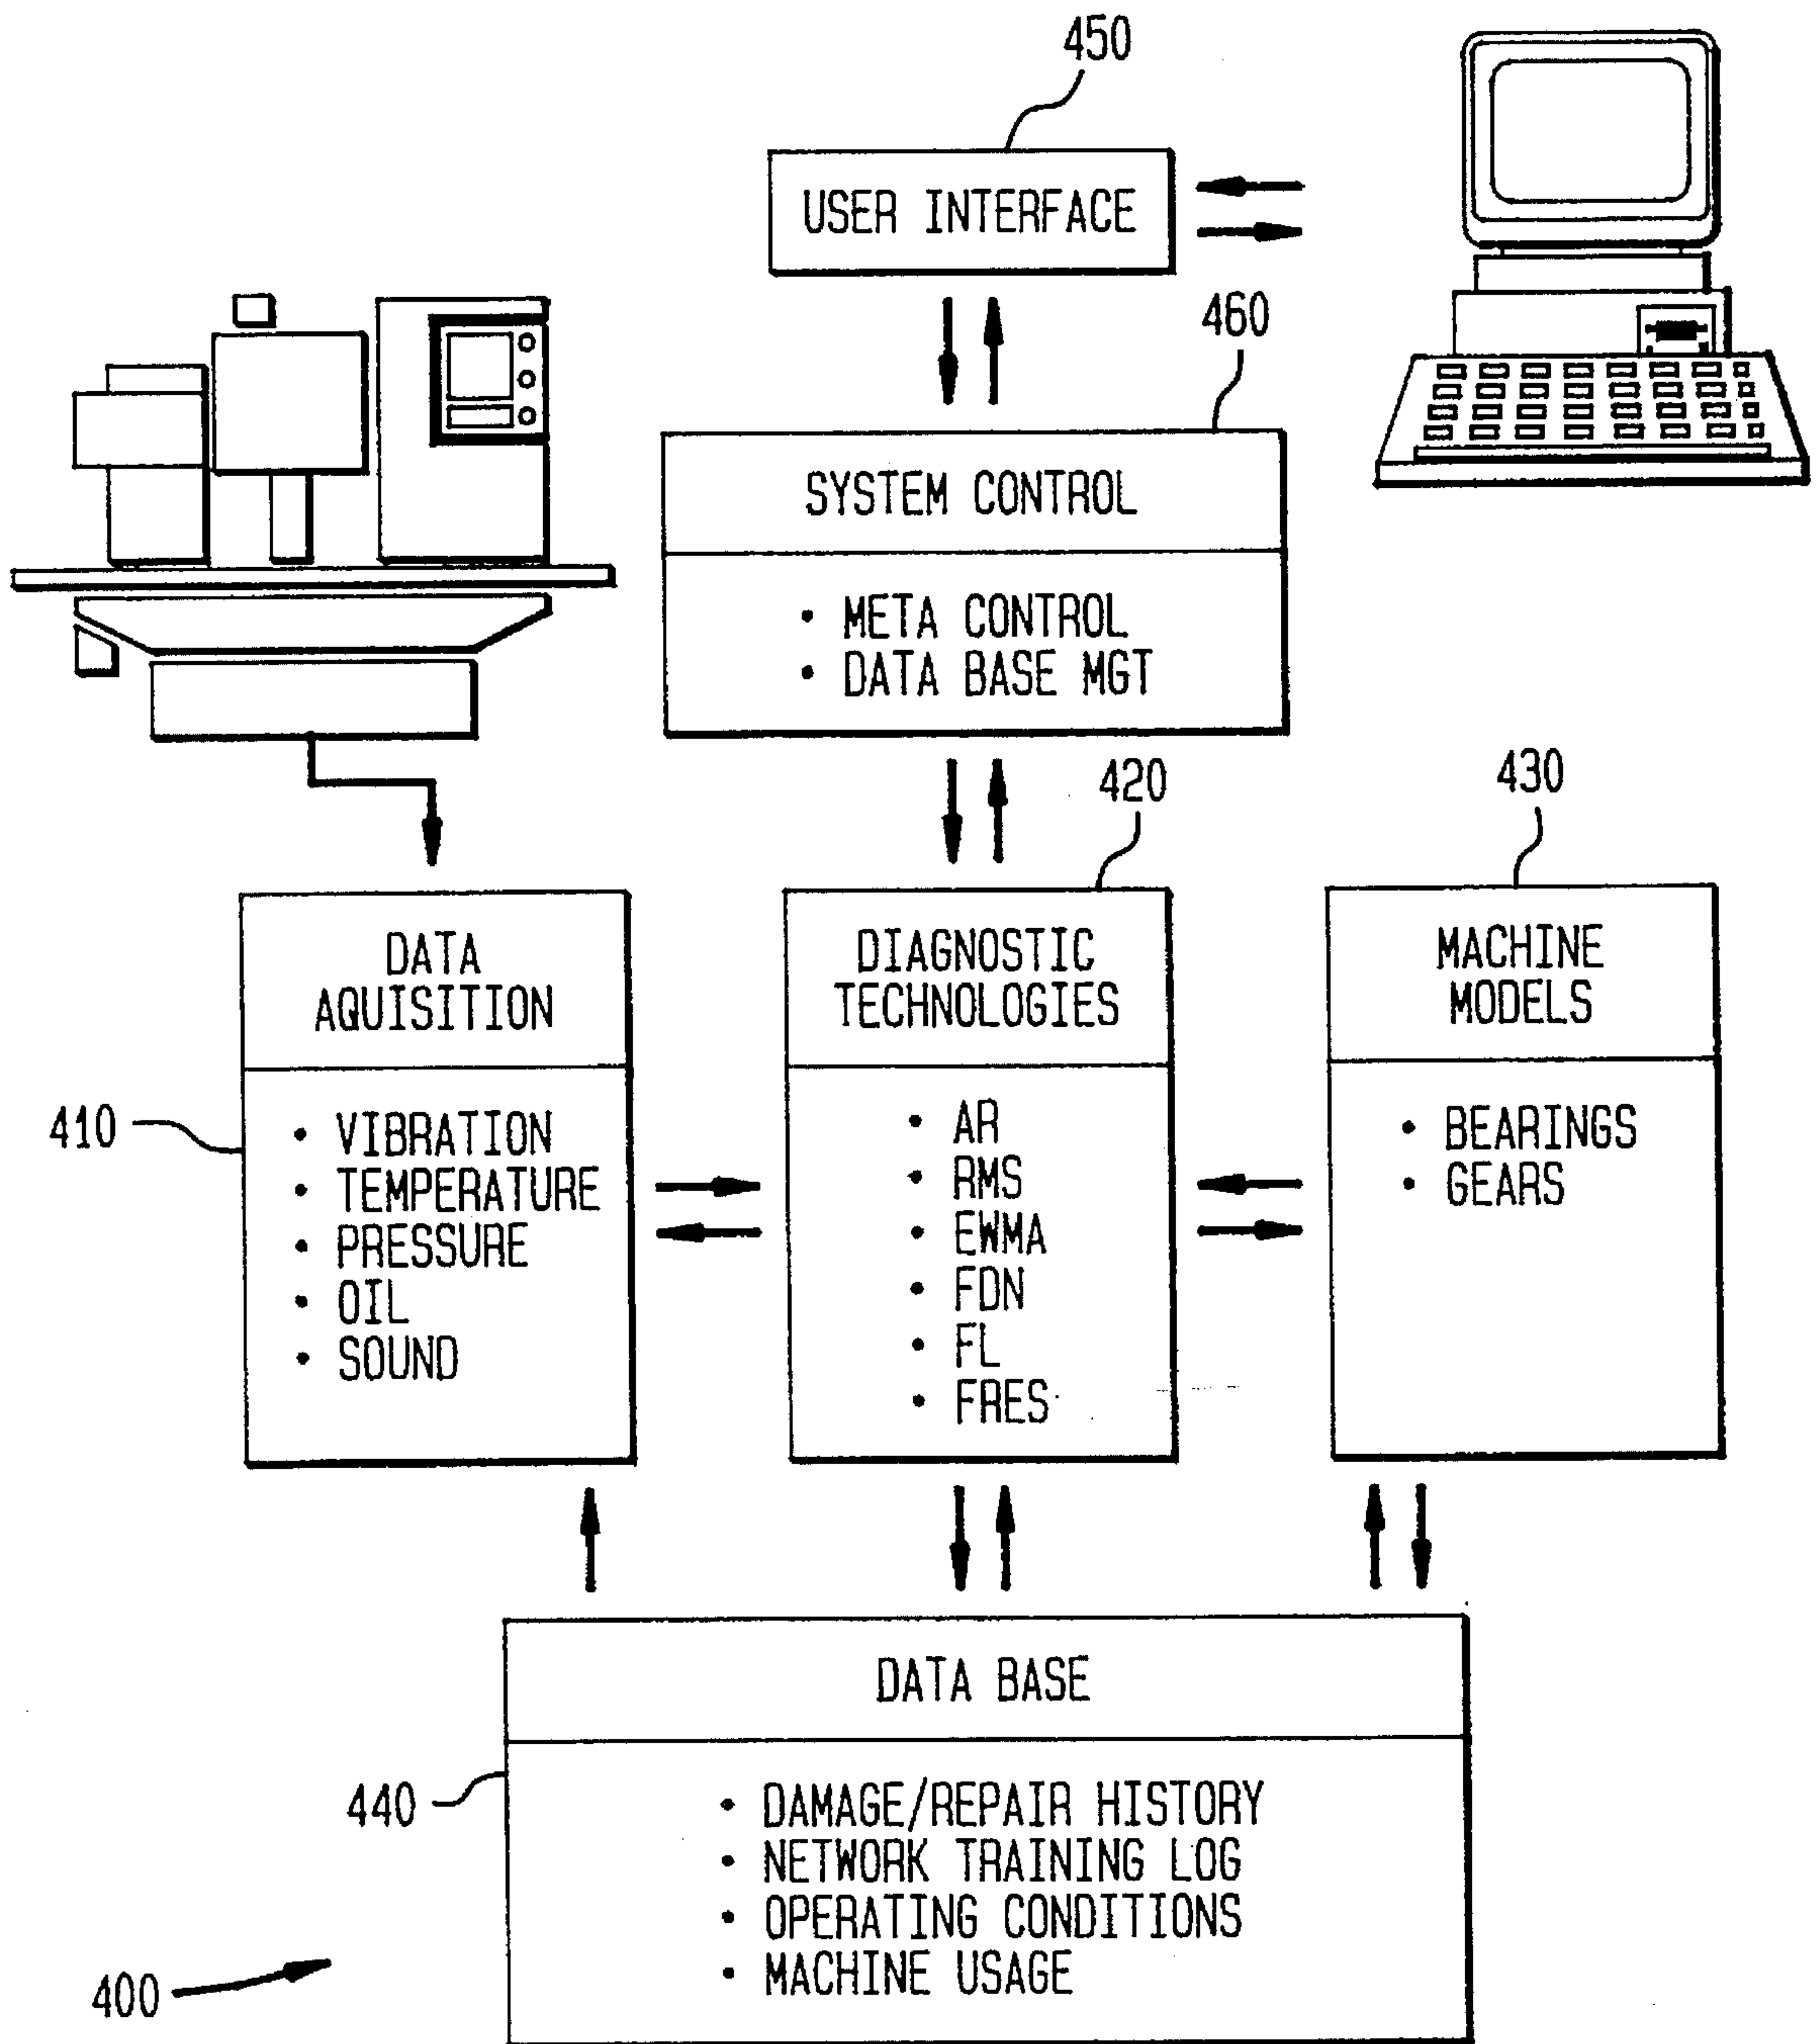 450
USER INTERFACE
460
SYSTEM CONTROL
• META CONTROL
• DATA BASE MGT
420
430
DATA
AQUISITION
410
• VIBRATION
• TEMPERATURE
• PRESSURE
• OIL
• SOUND
DIAGNOSTIC
TECHNOLOGIES
• AR
• RMS
• EWMA
• FDN
• FL
• FRES
MACHINE
MODELS
• BEARINGS
• GEARS
DATA BASE
440
• DAMAGE/REPAIR HISTORY
• NETWORK TRAINING LOG
• OPERATING CONDITIONS
• MACHINE USAGE
400